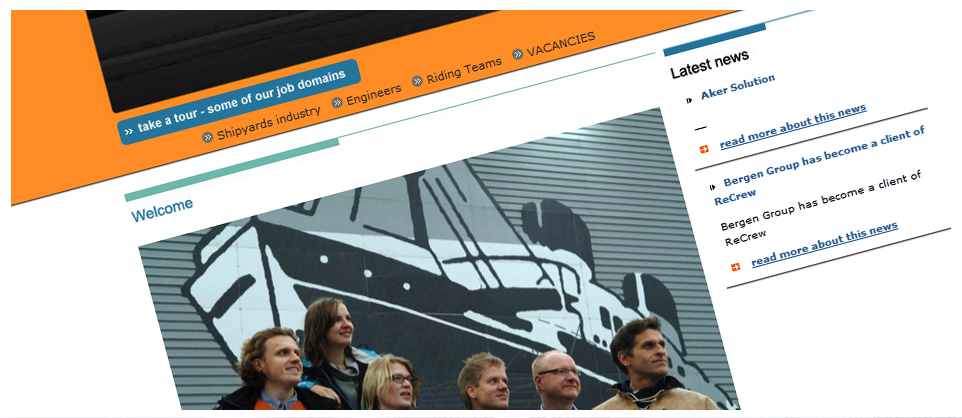 » take a tour - some of our job domains
» Shipyards industry » Engineers » Riding Teams » VACANCIES
Welcome
Latest news
Aker Solution
—
read more about this news
Bergen Group has become a client of
ReCrew
Bergen Group has become a client of
ReCrew
read more about this news